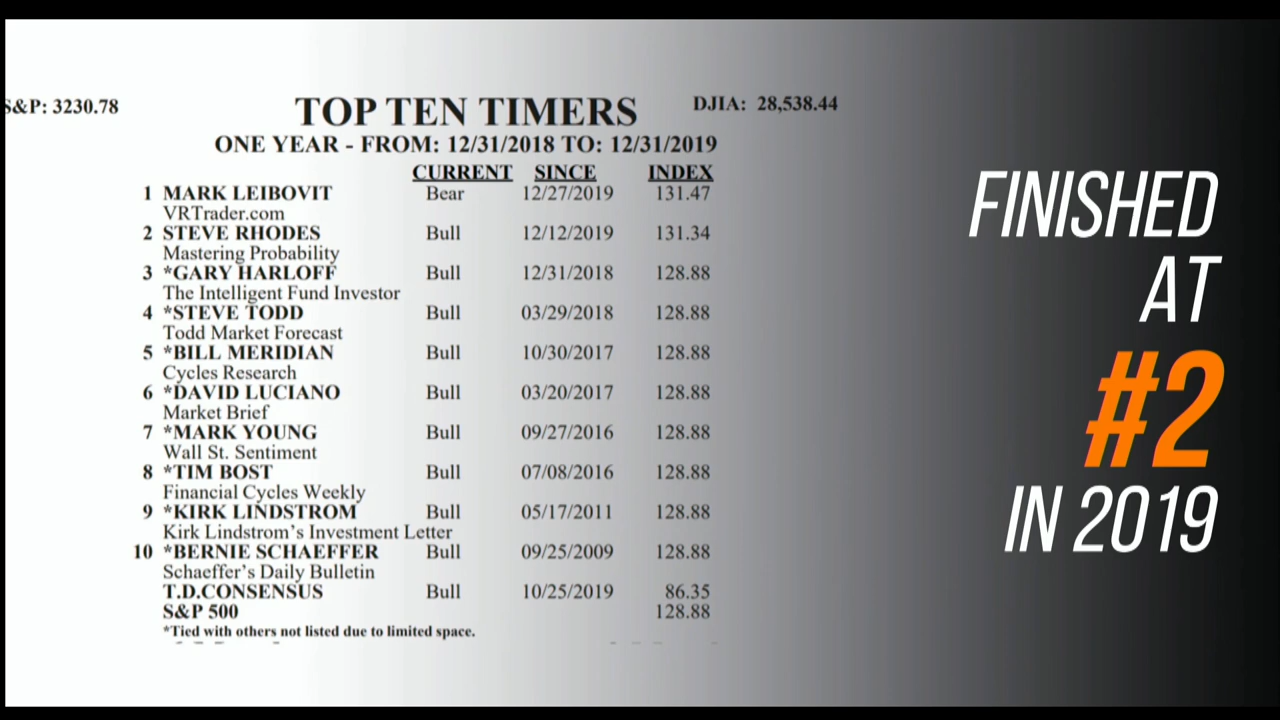 S&P: 3230.78
TOP TEN TIMERS
DJIA: 28,538.44
ONE YEAR - FROM: 12/31/2018 TO: 12/31/2019
CURRENT SINCE INDEX
1 MARK LEIBOVIT Bear 12/27/2019 131.47
VRTrader.com
2 STEVE RHODES Bull 12/12/2019 131.34
Mastering Probability
3 *GARY HARLOFF Bull 12/31/2018 128.88
The Intelligent Fund Investor
4 *STEVE TODD Bull 03/29/2018 128.88
Todd Market Forecast
5 *BILL MERIDIAN Bull 10/30/2017 128.88
Cycles Research
6 *DAVID LUCIANO Bull 03/20/2017 128.88
Market Brief
7 *MARK YOUNG Bull 09/27/2016 128.88
Wall St. Sentiment
8 *TIM BOST Bull 07/08/2016 128.88
Financial Cycles Weekly
9 *KIRK LINDSTROM Bull 05/17/2011 128.88
Kirk Lindstrom's Investment Letter
10 *BERNIE SCHAEFFER Bull 09/25/2009 128.88
Schaeffer's Daily Bulletin
T.D.CONSENSUS Bull 10/25/2019 86.35
S&P 500 128.88
*Tied with others not listed due to limited space.
FINISHED
AT
#2
IN 2019